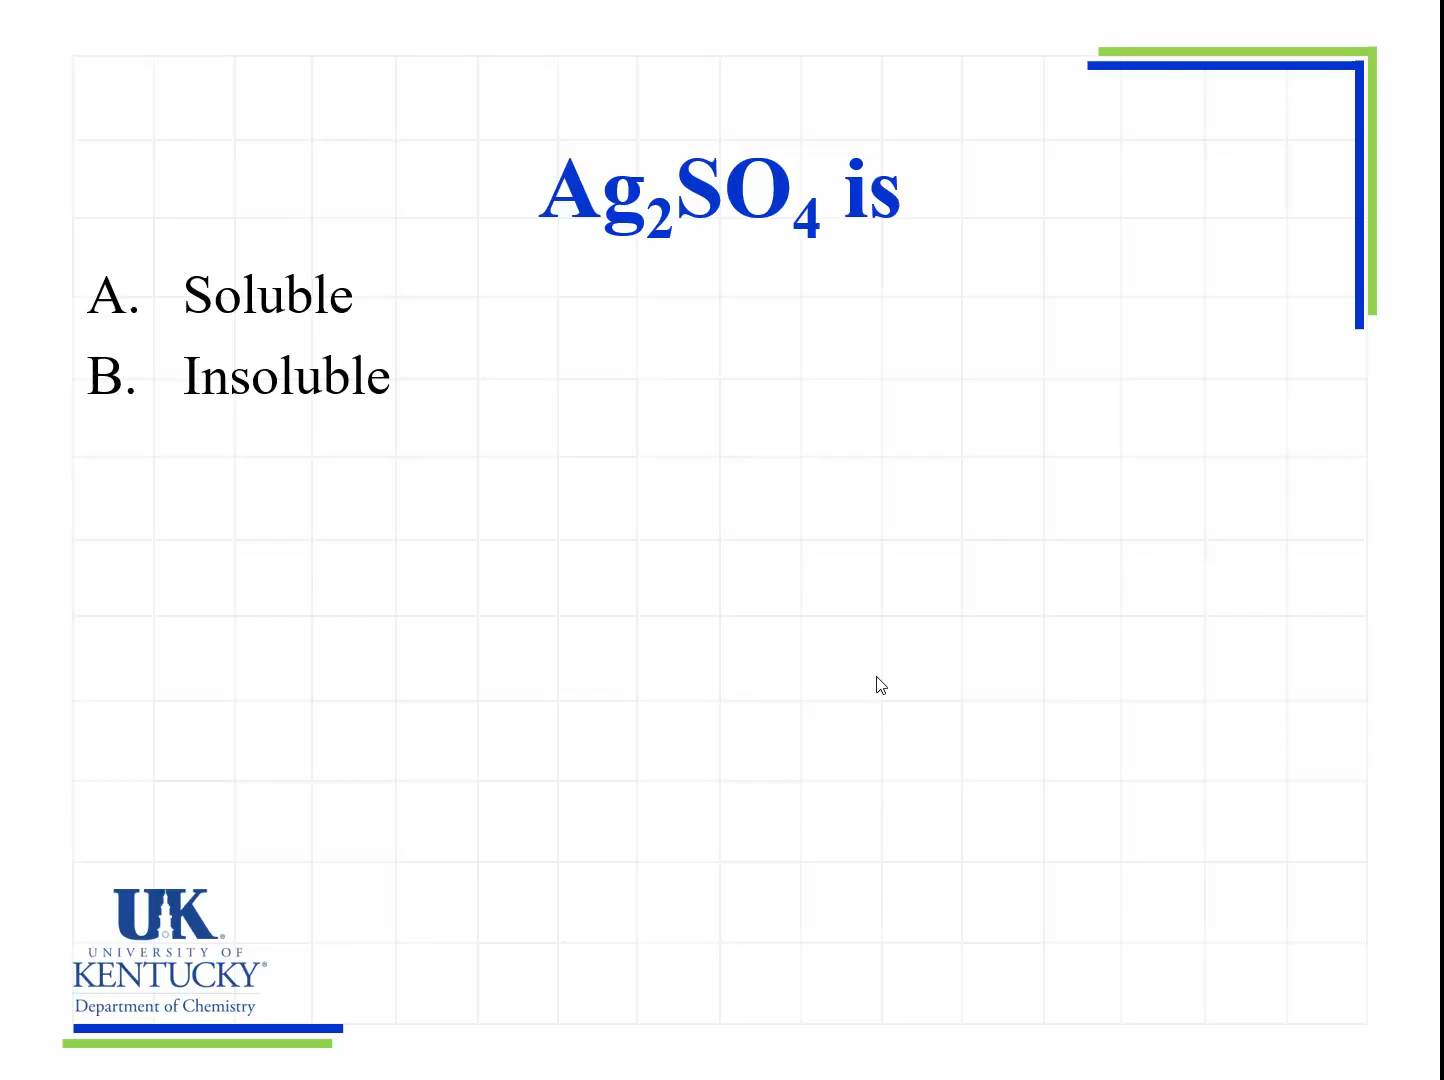 Ag₂SO₄ is
A. Soluble
B. Insoluble
UK
UNIVERSITY OF
KENTUCKY®
Department of Chemistry